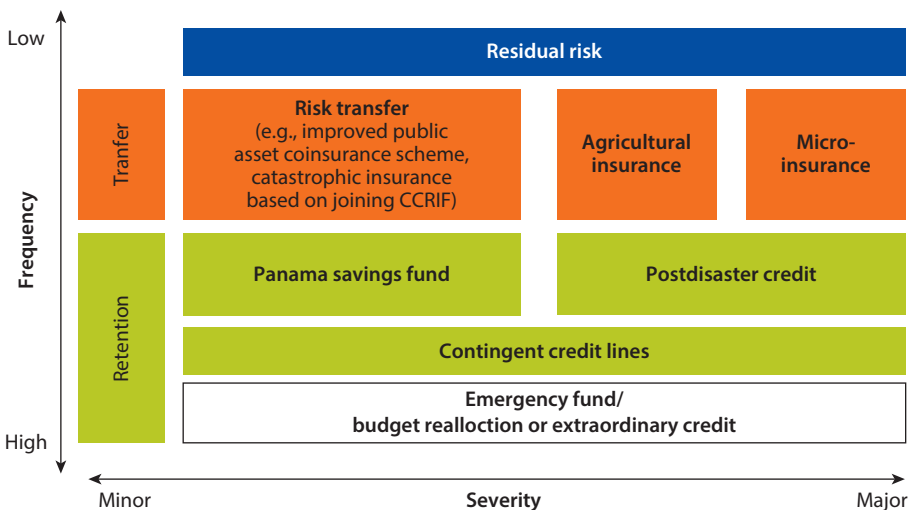 Low
Residual risk
Tranfer
Risk transfer
(e.g., improved public
asset coinsurance scheme,
catastrophic insurance
based on joining CCRIF)
Agricultural
insurance
Micro-
insurance
Frequency
Retention
Panama savings fund
Postdisaster credit
Contingent credit lines
Emergency fund/
budget realloction or extraordinary credit
High
Minor
Severity
Major